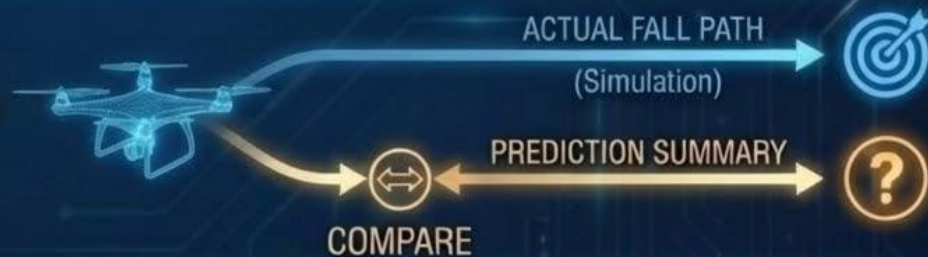 ACTUAL FALL PATH
(Simulation)
PREDICTION SUMMARY
?
COMPARE